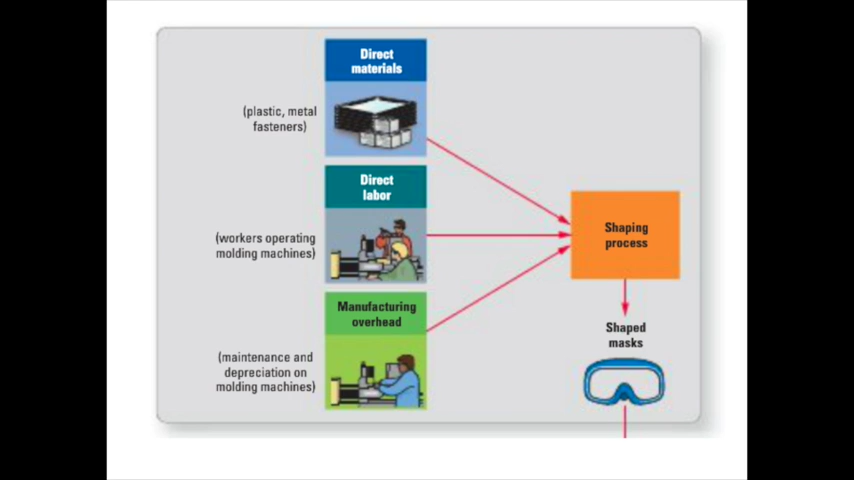 Direct
materials
(plastic, metal
fasteners)
Direct
labor
(workers operating
molding machines)
Manufacturing
overhead
(maintenance and
depreciation on
molding machines)
Shaping
process
Shaped
masks